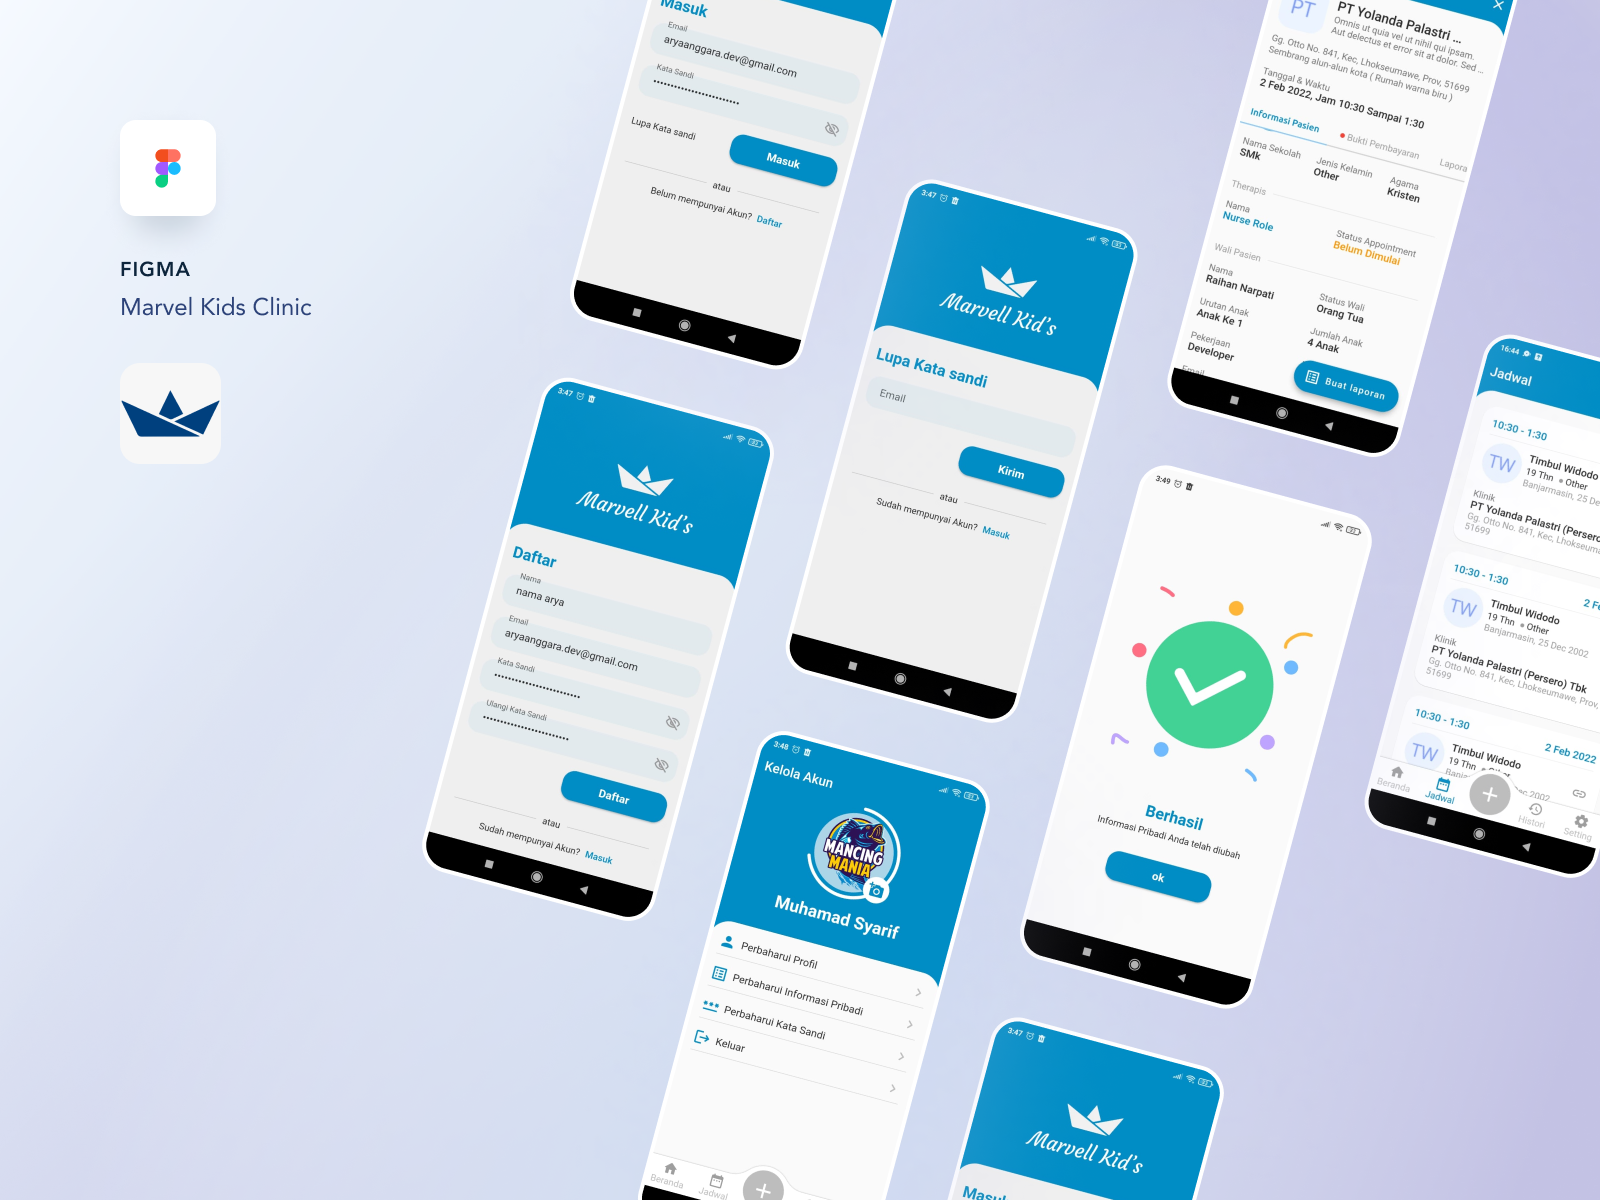 FIGMA
Marvel Kids Clinic
Masuk
Email
aryaanggara.dev@gmail.com
Kata Sandi
Lupa Kata sandi
Masuk
atau
Belum mempunyai Akun? Daftar
3:47
Marvell Kid's
Daftar
Nama
nama arya
Email
aryaanggara.dev@gmail.com
Kata Sandi
Ulangi Kata Sandi
Daftar
atau
Sudah mempunyai Akun? Masuk
3:47
Marvell Kid's
Lupa Kata sandi
Email
Kirim
atau
Sudah mempunyai Akun? Masuk
3:48
Kelola Akun
MANCING
MANIA
Muhamad Syarif
Perbaharui Profil
Perbaharui Informasi Pribadi
Perbaharui Kata Sandi
Keluar
Beranda
Jadwal
PT
PT Yolanda Palastri ...
Omnis ut quia vel ut nihil qui ipsam.
Aut delectus et error sit at dolor. Sed ...
Gg. Otto No. 841, Kec, Lhokseumawe, Prov, 51699
Sembrang alun-alun kota ( Rumah warna biru )
Tanggal & Waktu
2 Feb 2022, Jam 10:30 Sampai 1:30
Informasi Pasien
Bukti Pembayaran
Lapora
Nama Sekolah
SMk
Jenis Kelamin
Other
Agama
Kristen
Therapis
Nama
Nurse Role
Status Appointment
Belum Dimulai
Wali Pasien
Nama
Raihan Narpati
Status Wali
Orang Tua
Urutan Anak
Anak Ke 1
Jumlah Anak
4 Anak
Pekerjaan
Developer
Email
Buat laporan
3:49
Berhasil
Informasi Pribadi Anda telah diubah
ok
3:47
Marvell Kid's
Masuk
16:44
Jadwal
10:30 - 1:30
TW
Timbul Widodo
19 Thn
Other
Banjarmasin, 25 De
Klinik
PT Yolanda Palastri (Persero
Gg. Otto No. 841, Kec, Lhokseuma
51699
10:30 - 1:30
2 Fe
TW
Timbul Widodo
19 Thn
Other
Banjarmasin, 25 Dec 2002
Klinik
PT Yolanda Palastri (Persero) Tbk
Gg. Otto No. 841, Kec, Lhokseumawe, Prov,
51699
10:30 - 1:30
2 Feb 2022
TW
Timbul Widodo
19 Thn
Beranda
Jadwal
Histori
Setting